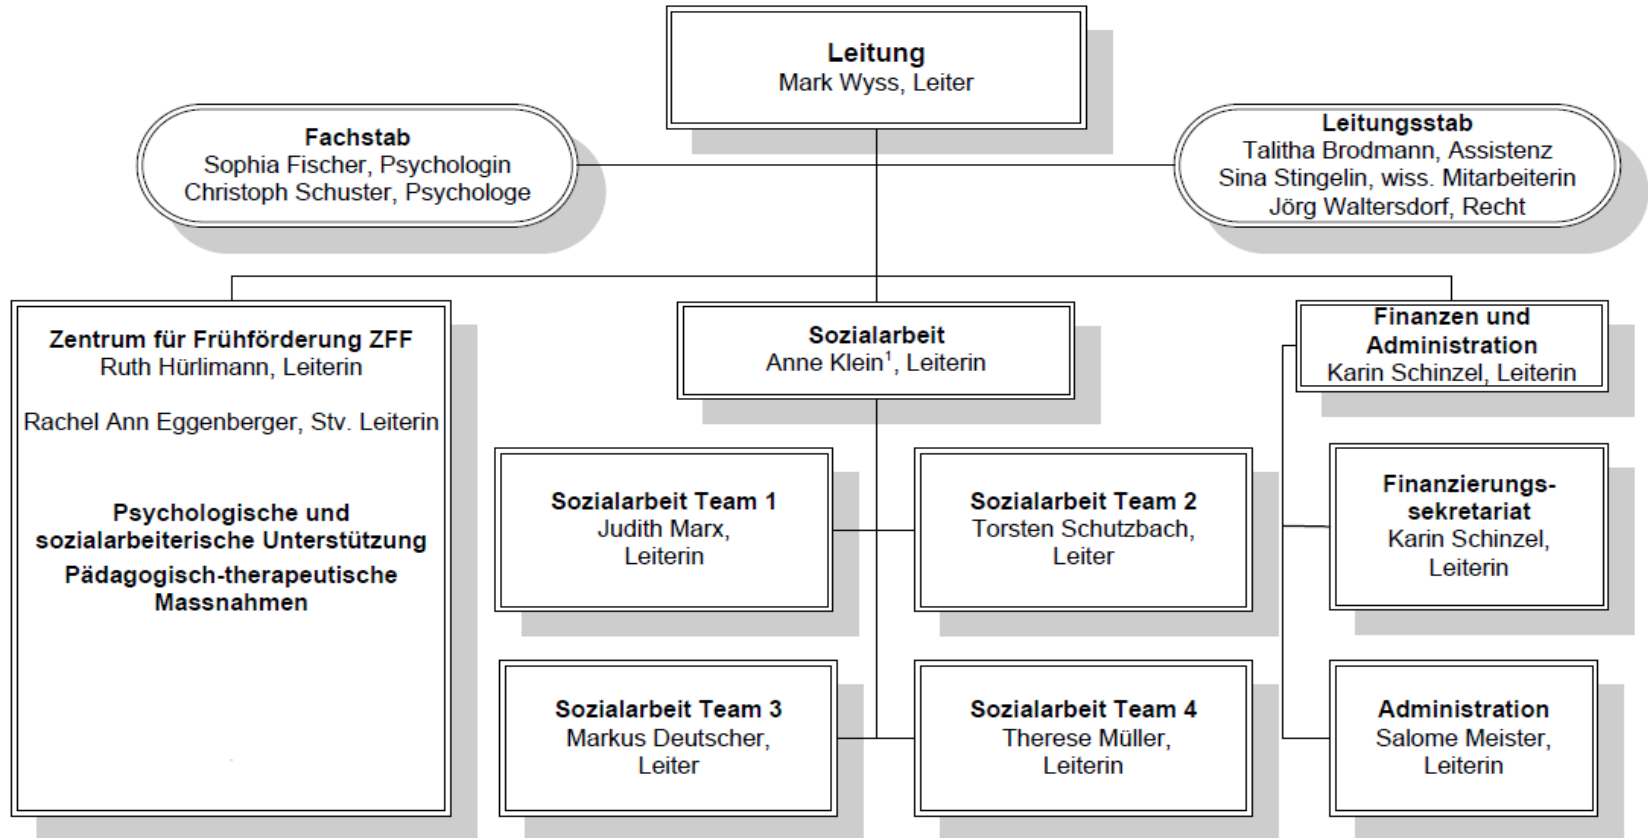 Leitung
Mark Wyss, Leiter
Fachstab
Sophia Fischer, Psychologin
Christoph Schuster, Psychologe
Leitungsstab
Talitha Brodmann, Assistenz
Sina Stingelin, wiss. Mitarbeiterin
Jörg Waltersdorf, Recht
Zentrum für Frühförderung ZFF
Ruth Hürlimann, Leiterin
Rachel Ann Eggenberger, Stv. Leiterin
Psychologische und
sozialarbeiterische Unterstützung
Pädagogisch-therapeutische
Massnahmen
Sozialarbeit
Anne Klein¹, Leiterin
Finanzen und
Administration
Karin Schinzel, Leiterin
Sozialarbeit Team 1
Judith Marx,
Leiterin
Sozialarbeit Team 2
Torsten Schutzbach,
Leiter
Finanzierungs-
sekretariat
Karin Schinzel,
Leiterin
Sozialarbeit Team 3
Markus Deutscher,
Leiter
Sozialarbeit Team 4
Therese Müller,
Leiterin
Administration
Salome Meister,
Leiterin